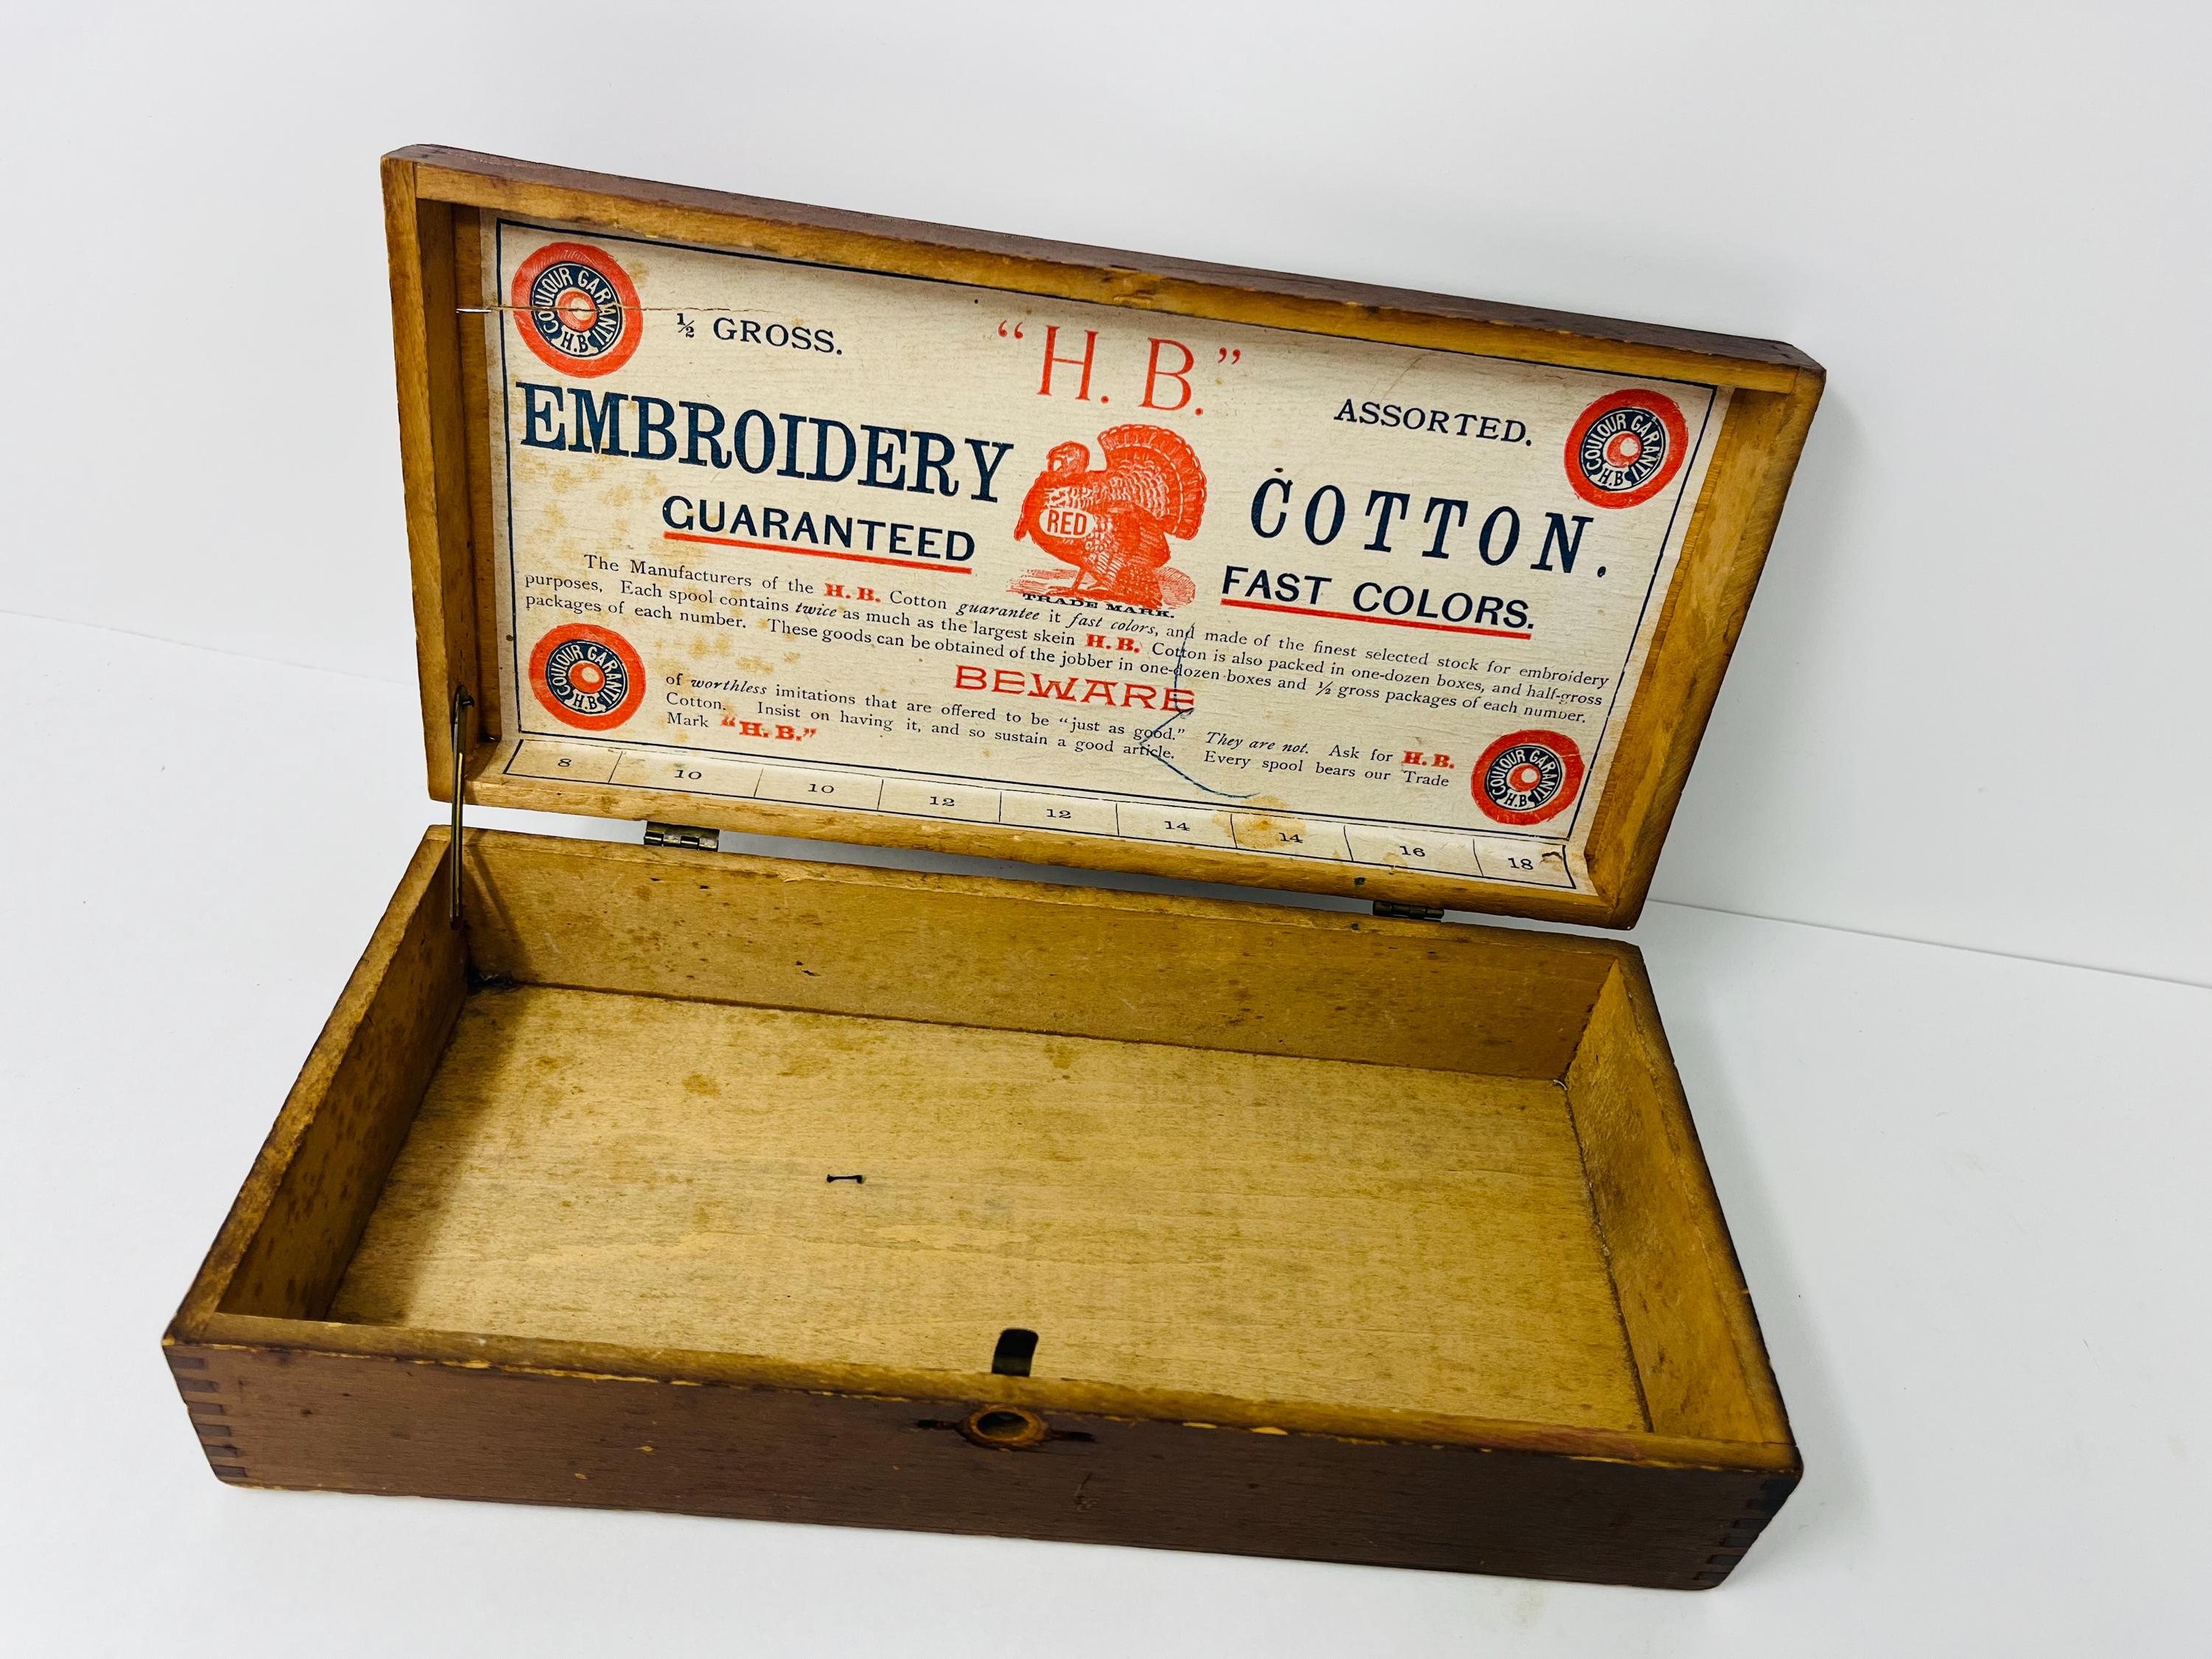 COULOUR GARANTI H.B
½ GROSS.
"H. B."
ASSORTED.
COULOUR GARANTI H.B
EMBROIDERY
RED
COTTON.
GUARANTEED
TRADE MARK.
FAST COLORS.
The Manufacturers of the H. B. Cotton guarantee it fast colors, and made of the finest selected stock for embroidery
purposes, Each spool contains twice as much as the largest skein H. B. Cotton is also packed in one-dozen boxes, and half-gross
packages of each number. These goods can be obtained of the jobber in one-dozen boxes and ½ gross packages of each number.
BEWARE
of worthless imitations that are offered to be "just as good." They are not. Ask for H. B.
Cotton. Insist on having it, and so sustain a good article. Every spool bears our Trade
Mark "H. B."
COULOUR GARANTI H.B
COULOUR GARANTI H.B
8 10 10 12 12 14 14 16 18